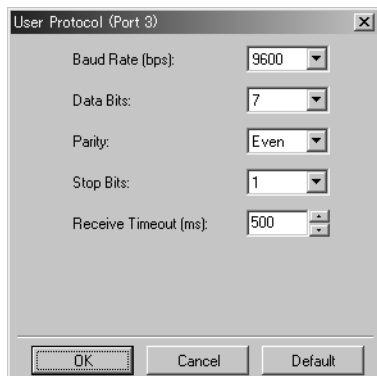 User Protocol (Port 3)
Baud Rate (bps): 9600
Data Bits: 7
Parity: Even
Stop Bits: 1
Receive Timeout (ms): 500
OK Cancel Default